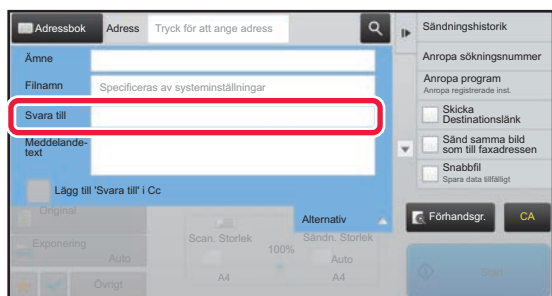 Adressbok
Adress
Tryck för att ange adress
Ämne
Filnamn
Specificeras av systeminställningar
Svara till
Meddelande-
text
Lägg till 'Svara till' i Cc
Original
Alternativ
Exponering
Auto
Scan. Storlek
100%
Sändn. Storlek
Auto
A4
A4
Övrigt
Sändningshistorik
Anropa sökningsnummer
Anropa program
Anropa registrerade inst.
Skicka
Destinationslänk
Sänd samma bild
som till faxadressen
Snabbfil
Spara data tillfälligt
Förhandsgr.
CA
Start